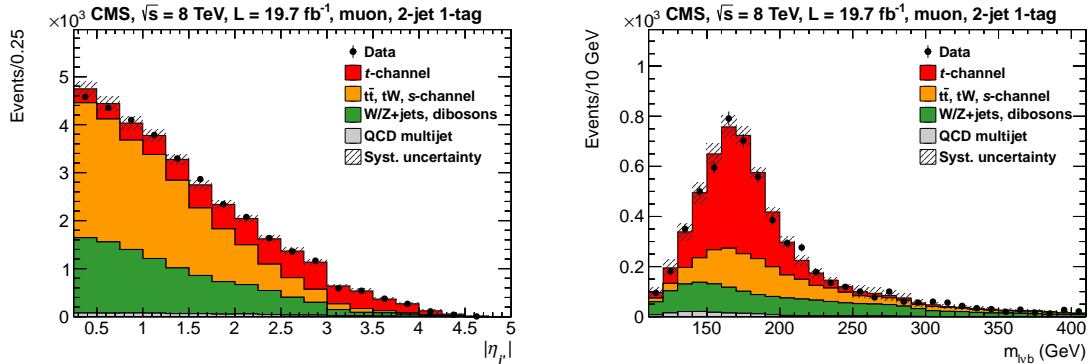 CMS, √s = 8 TeV, L = 19.7 fb⁻¹, muon, 2-jet 1-tag
×10³
Events/0.25
Data
t-channel
tt̄, tW, s-channel
W/Z+jets, dibosons
QCD multijet
Syst. uncertainty
5
4
3
2
1
0
0.5 1 1.5 2 2.5 3 3.5 4 4.5 5
|η_j'|
CMS, √s = 8 TeV, L = 19.7 fb⁻¹, muon, 2-jet 1-tag
×10³
Events/10 GeV
Data
t-channel
tt̄, tW, s-channel
W/Z+jets, dibosons
QCD multijet
Syst. uncertainty
1
0.8
0.6
0.4
0.2
0
150 200 250 300 350 400
m_lνb (GeV)